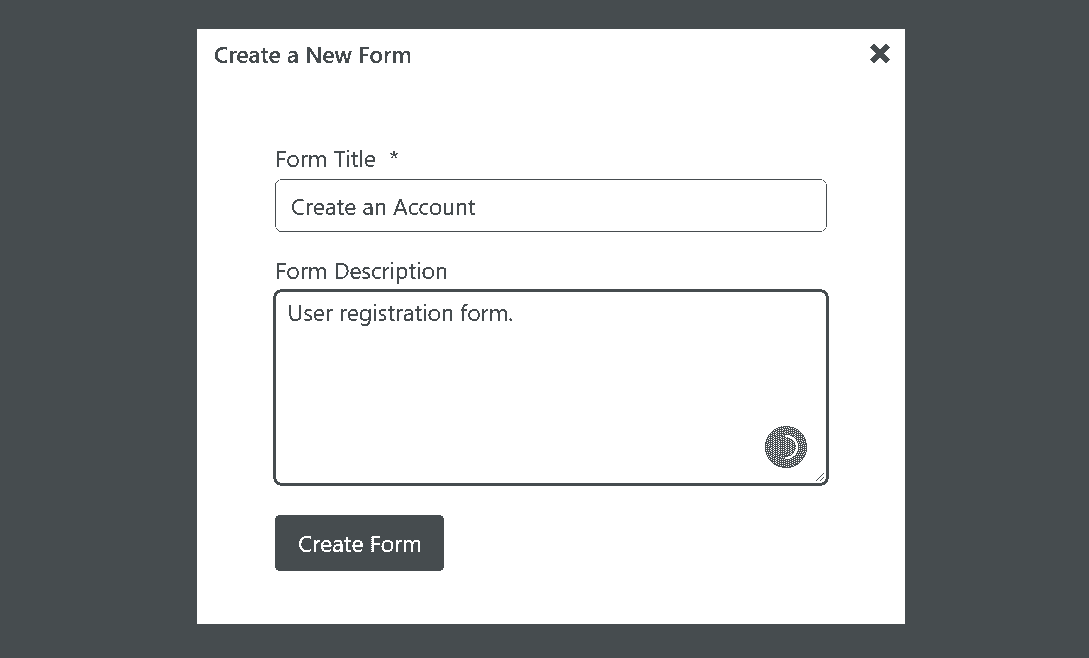 Create a New Form
Form Title *
Create an Account
Form Description
User registration form.
Create Form